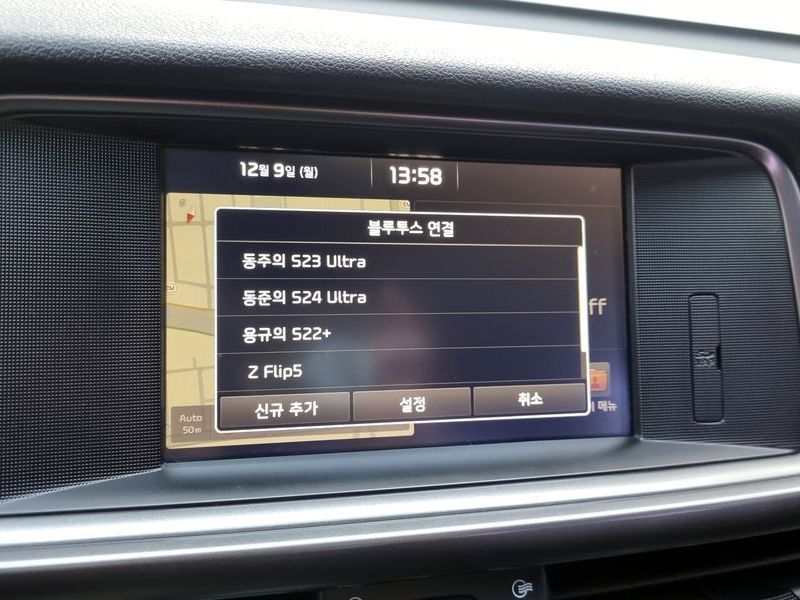 12월 9일 (월) 13:58
블루투스 연결
동주의 S23 Ultra
동준의 S24 Ultra
용규의 S22+
Z Flip5
신규 추가 설정 취소
ff
메뉴
Auto
50m